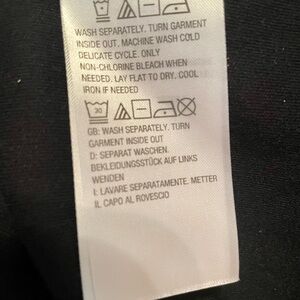 WASH SEPARATELY. TURN GARMENT
INSIDE OUT. MACHINE WASH COLD
DELICATE CYCLE. ONLY
NON-CHLORINE BLEACH WHEN
NEEDED. LAY FLAT TO DRY. COOL
IRON IF NEEDED
30
GB: WASH SEPARATELY. TURN
GARMENT INSIDE OUT
D: SEPARAT WASCHEN.
BEKLEIDUNGSSTÜCK AUF LINKS
WENDEN
I: LAVARE SEPARATAMENTE. METTER
IL CAPO AL ROVESCIO